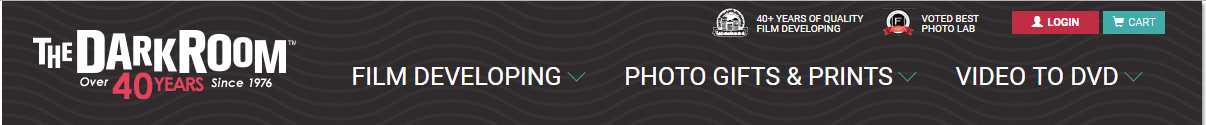 40+ YEARS OF QUALITY
FILM DEVELOPING
F
VOTED BEST
PHOTO LAB
LOGIN
CART
THE DARKROOM™
Over 40 YEARS Since 1976
FILM DEVELOPING
PHOTO GIFTS & PRINTS
VIDEO TO DVD